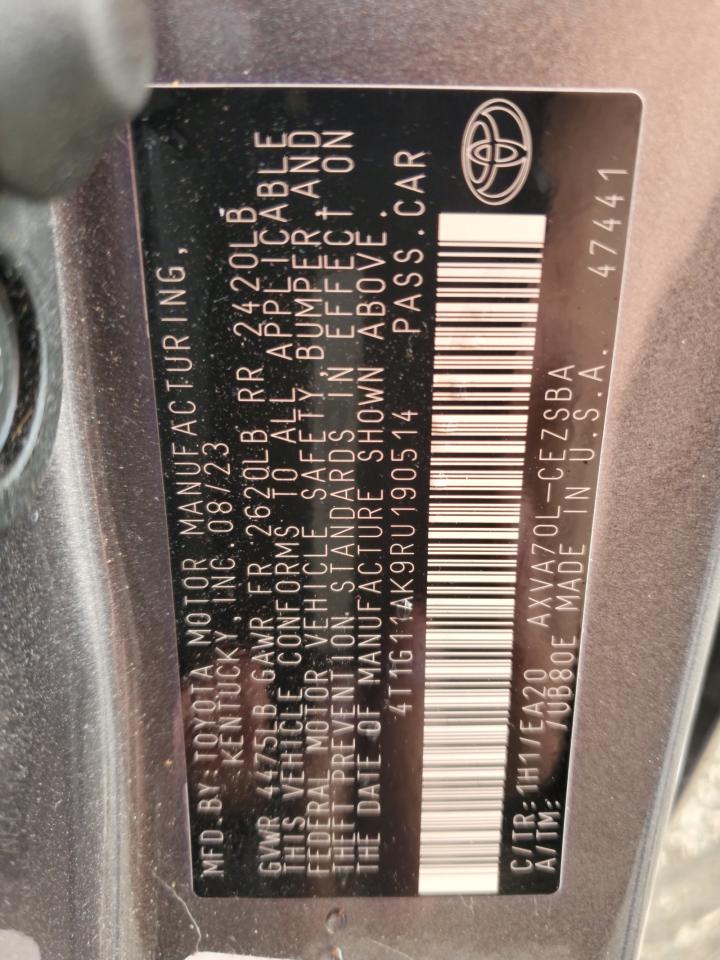 MFD.BY:TOYOTA MOTOR MANUFACTURING,
KENTUCKY, INC. 08/23
GVWR 4475LB GAWR FR 2620LB RR 2420LB
THIS VEHICLE CONFORMS TO ALL APPLICABLE
FEDERAL MOTOR VEHICLE SAFETY, BUMPER AND
THEFT PREVENTION STANDARDS IN EFFECT ON
THE DATE OF MANUFACTURE SHOWN ABOVE.
4T1G11AK9RU190514 PASS.CAR
C/TR:1H1/EA20 AXVA70L-CEZSBA
A/TM: /UB80E MADE IN U.S.A. 47441